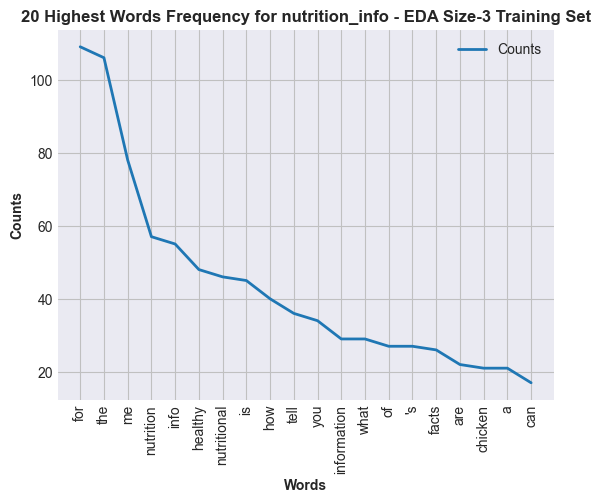 20 Highest Words Frequency for nutrition_info - EDA Size-3 Training Set
Counts
Counts
100
80
60
40
20
for
the
me
nutrition
info
healthy
nutritional
is
how
tell
you
information
what
of
's
facts
are
chicken
a
can
Words